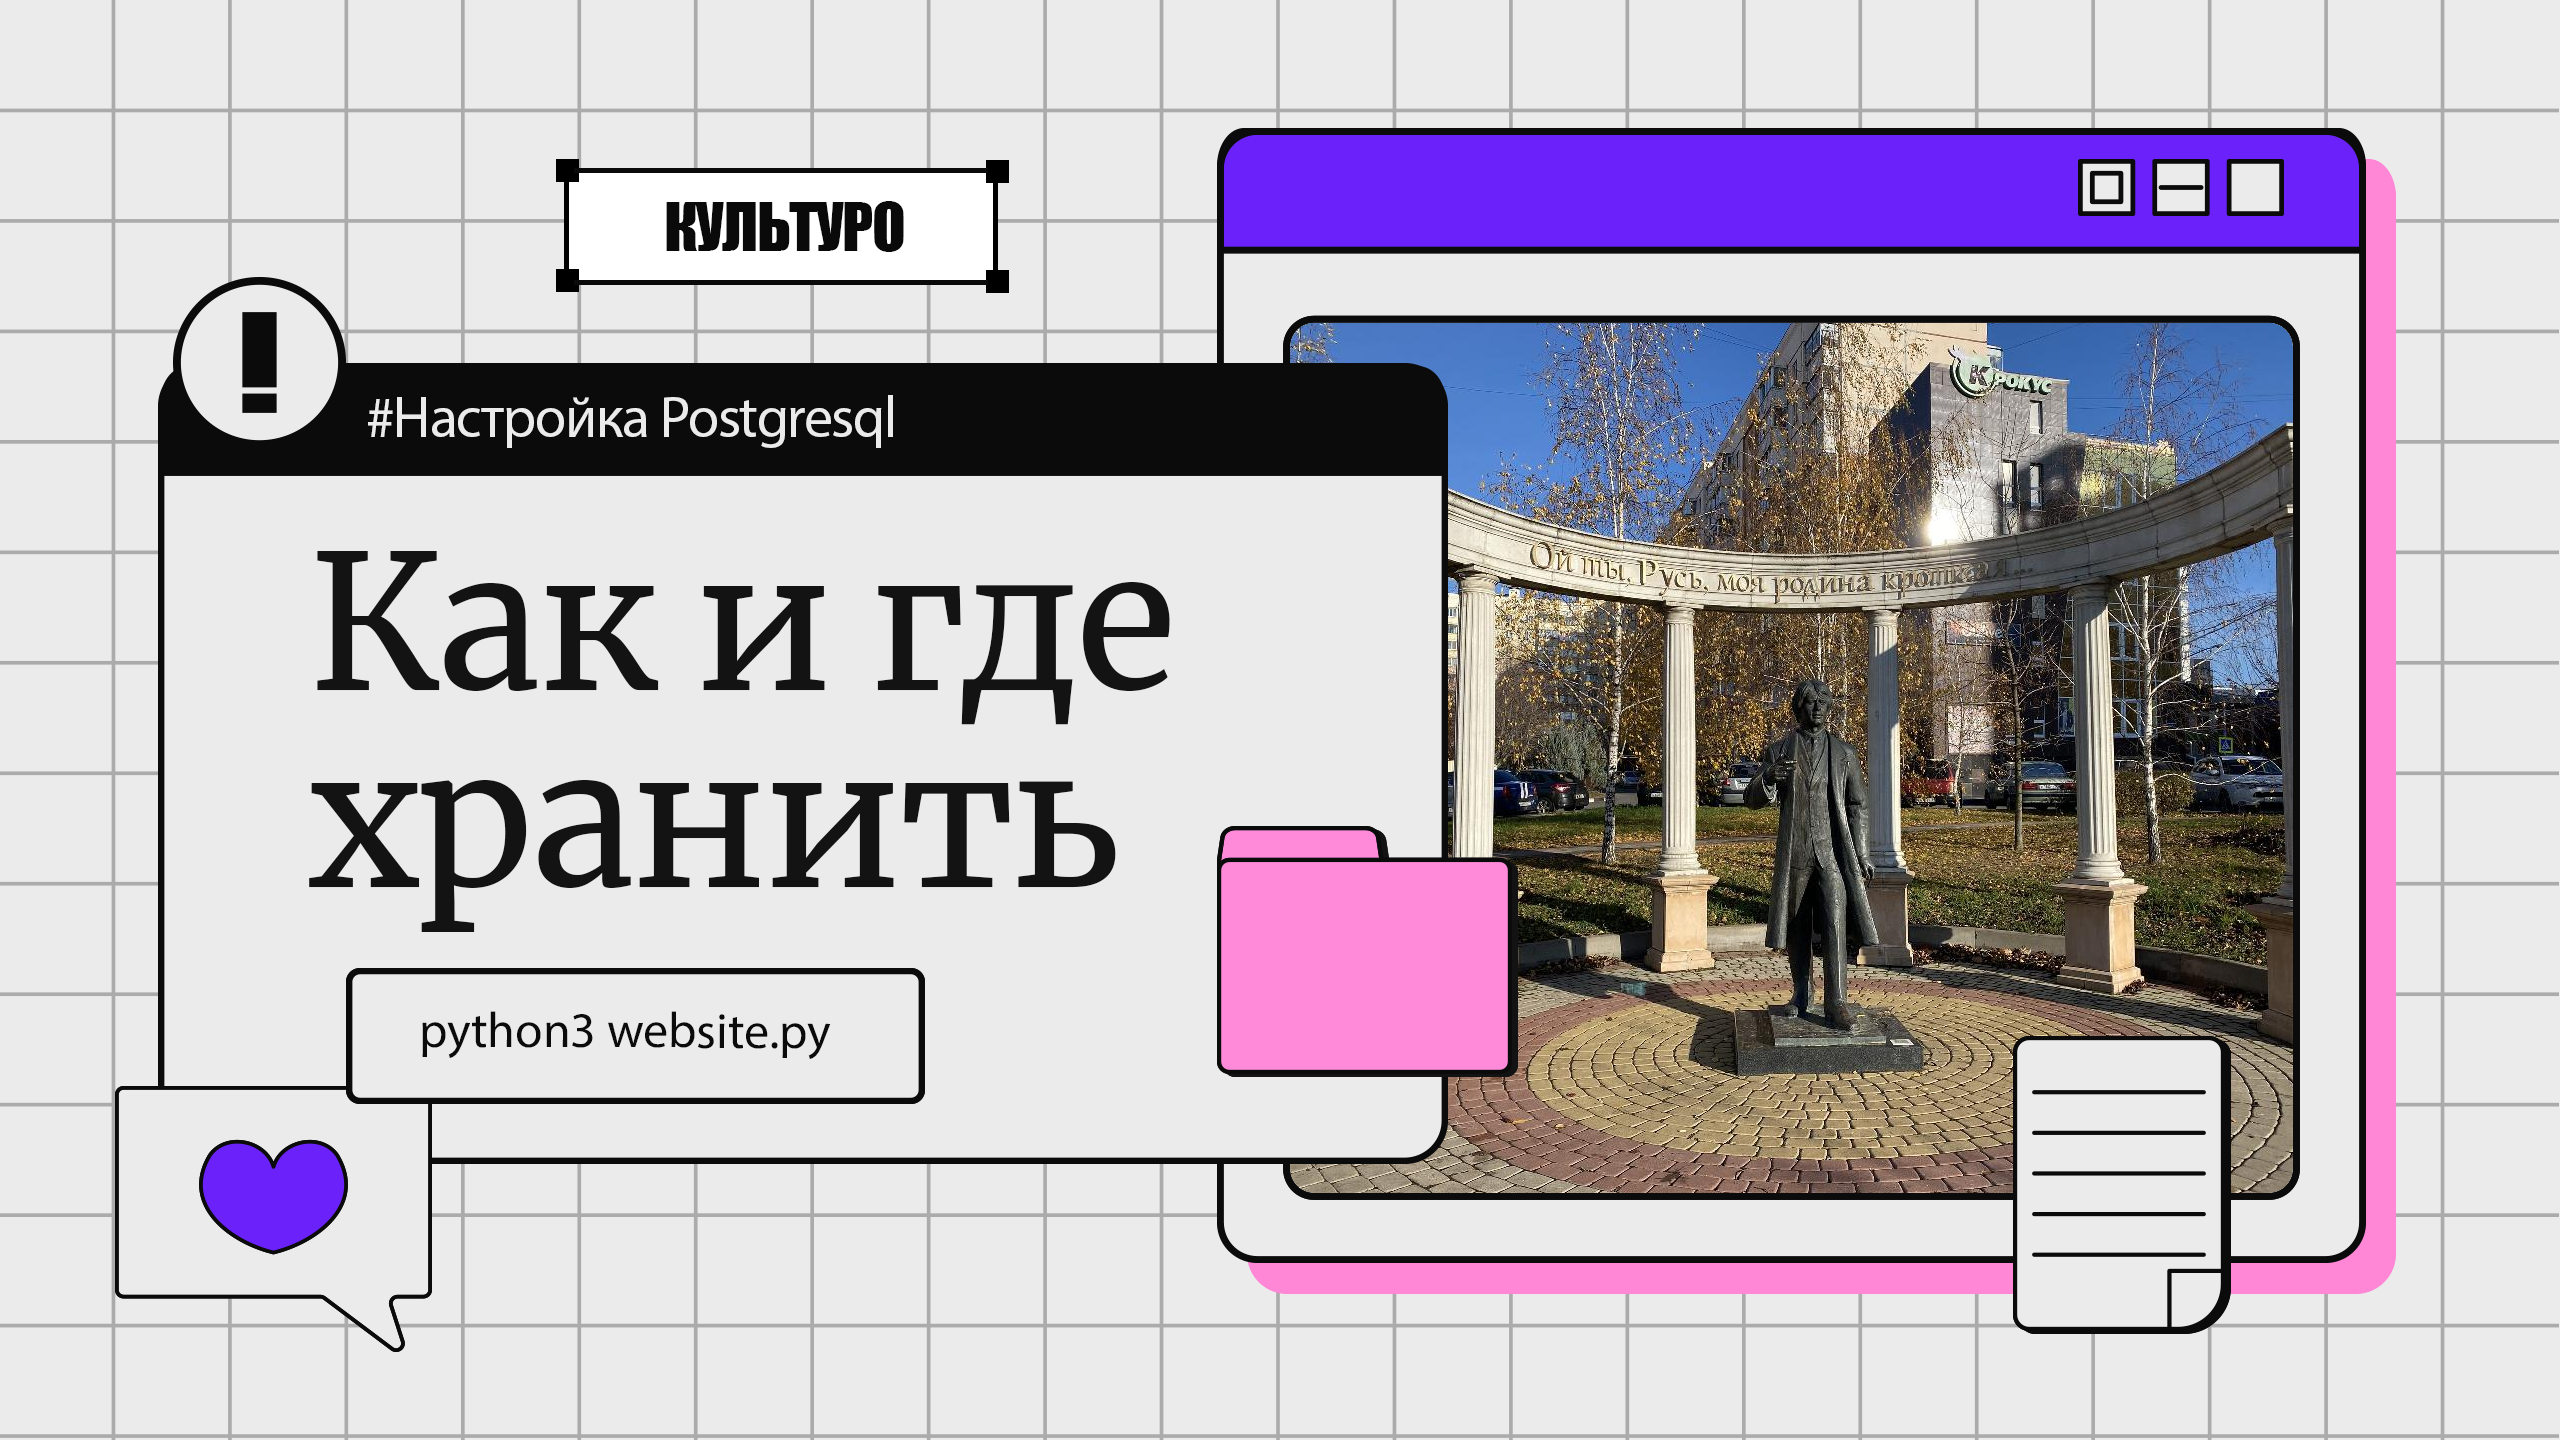 КУЛЬТУРО
!
#Настройка Postgresql
Как и где
хранить
python3 website.py
КРОКУС
Ой ты, Русь, моя родина кроткая...